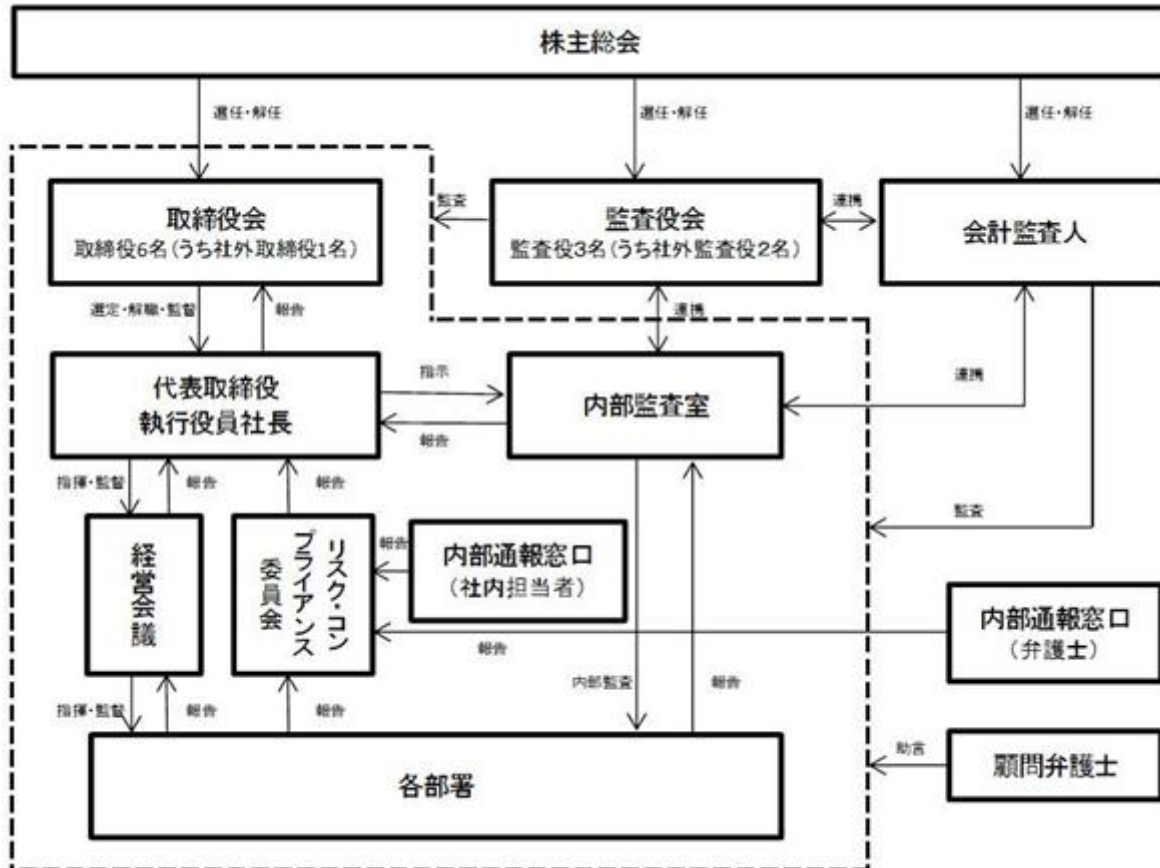 株主総会
選任・解任
選任・解任
選任・解任
取締役会
取締役6名(うち社外取締役1名)
監査
監査役会
監査役3名(うち社外監査役2名)
連携
会計監査人
選定・解職・監督
報告
連携
代表取締役
執行役員社長
指示
報告
内部監査室
連携
指揮・監督
報告
報告
監査
経営会議
リスク・コン
プライアンス
委員会
報告
内部通報窓口
(社内担当者)
報告
内部通報窓口
(弁護士)
指揮・監督
報告
報告
内部監査
報告
各部署
助言
顧問弁護士